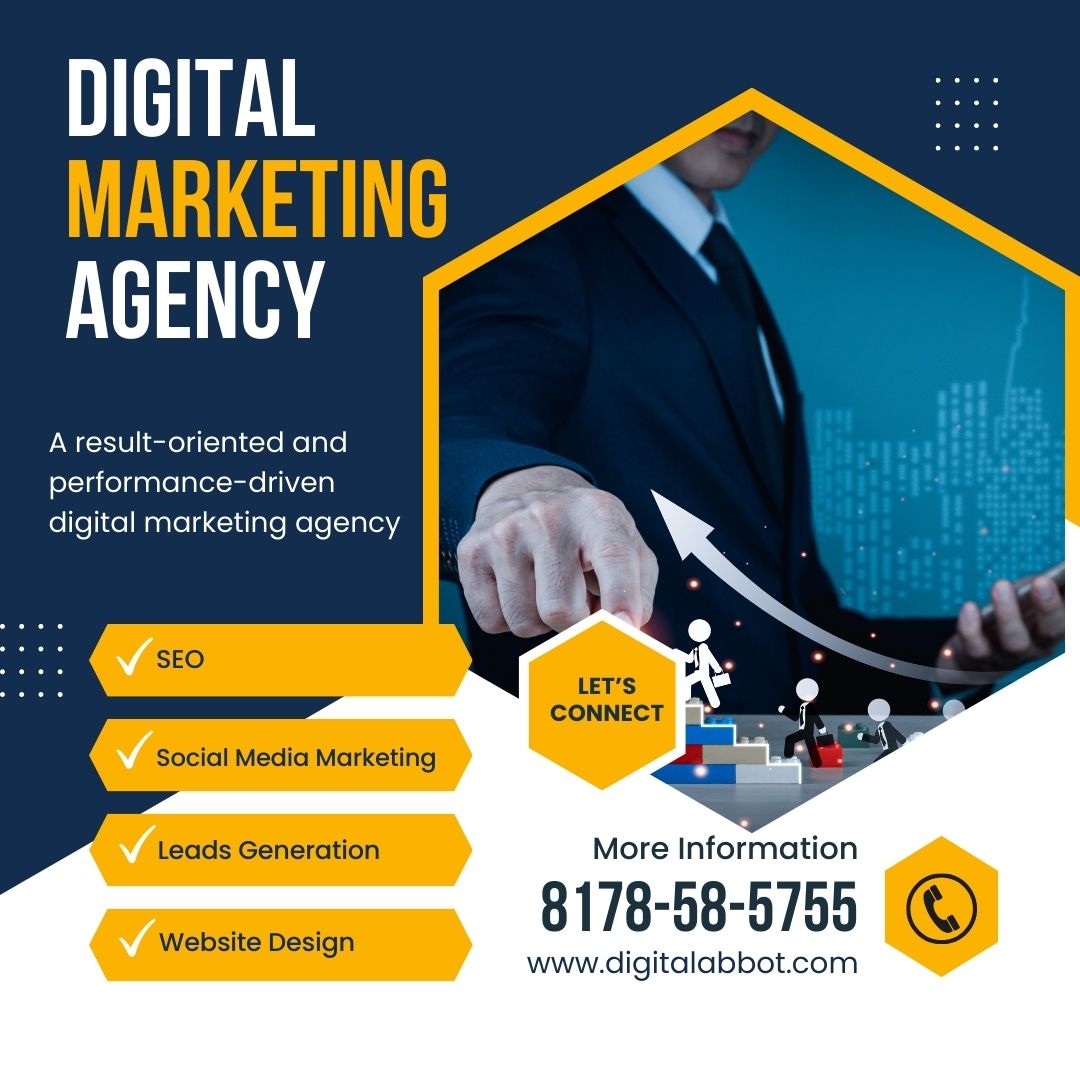 DIGITAL
MARKETING
AGENCY
A result-oriented and
performance-driven
digital marketing agency
SEO
Social Media Marketing
Leads Generation
Website Design
LET'S
CONNECT
More Information
8178-58-5755
www.digitalabbot.com